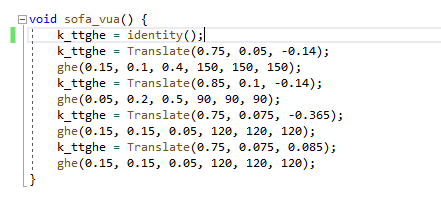 void sofa_vua() {
k_ttghe = identity();
k_ttghe = Translate(0.75, 0.05, -0.14);
ghe(0.15, 0.1, 0.4, 150, 150, 150);
k_ttghe = Translate(0.85, 0.1, -0.14);
ghe(0.05, 0.2, 0.5, 90, 90, 90);
k_ttghe = Translate(0.75, 0.075, -0.365);
ghe(0.15, 0.15, 0.05, 120, 120, 120);
k_ttghe = Translate(0.75, 0.075, 0.085);
ghe(0.15, 0.15, 0.05, 120, 120, 120);
}